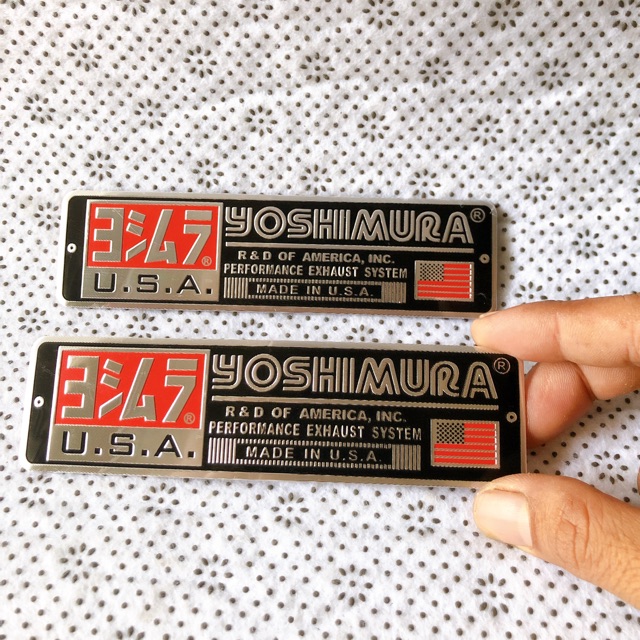 ヨシムラ®
U.S.A.
YOSHIMURA®
R & D OF AMERICA, INC.
PERFORMANCE EXHAUST SYSTEM
MADE IN U.S.A.
ヨシムラ®
U.S.A.
YOSHIMURA®
R & D OF AMERICA, INC.
PERFORMANCE EXHAUST SYSTEM
MADE IN U.S.A.